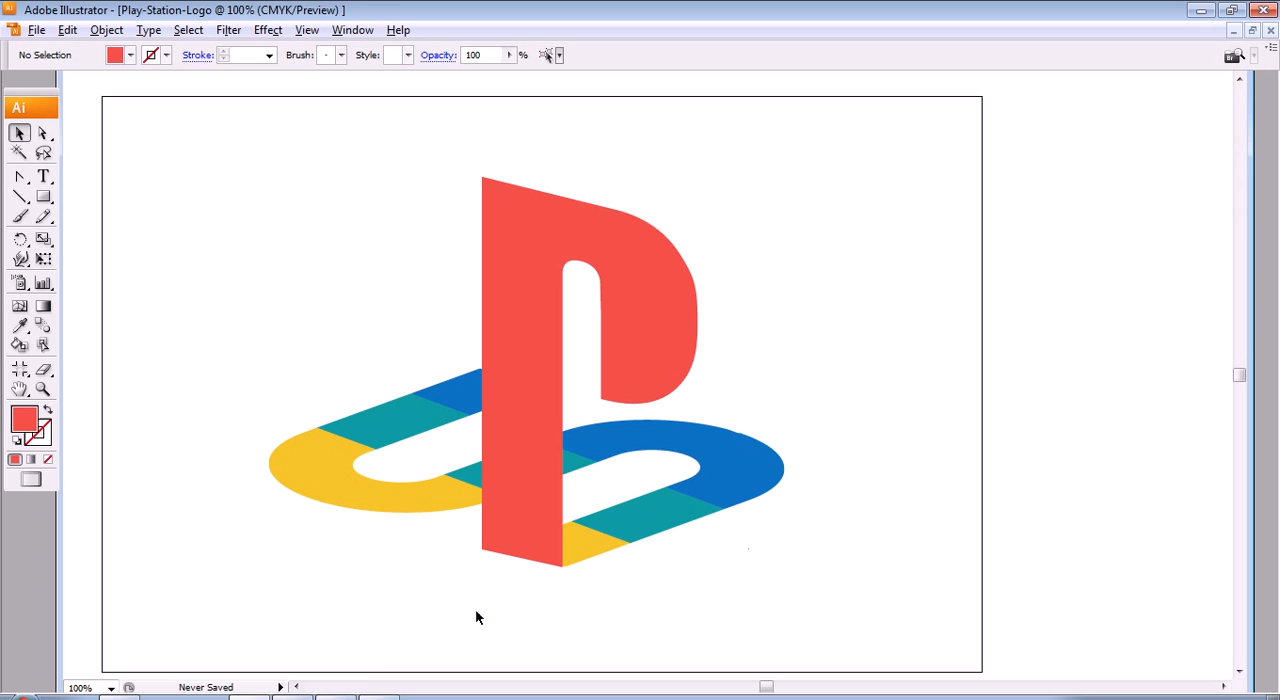 Adobe Illustrator - [Play-Station-Logo @ 100% (CMYK/Preview) ]
File Edit Object Type Select Filter Effect View Window Help
No Selection Stroke: Brush: Style: Opacity: 100 %
Ai
T
100% Never Saved